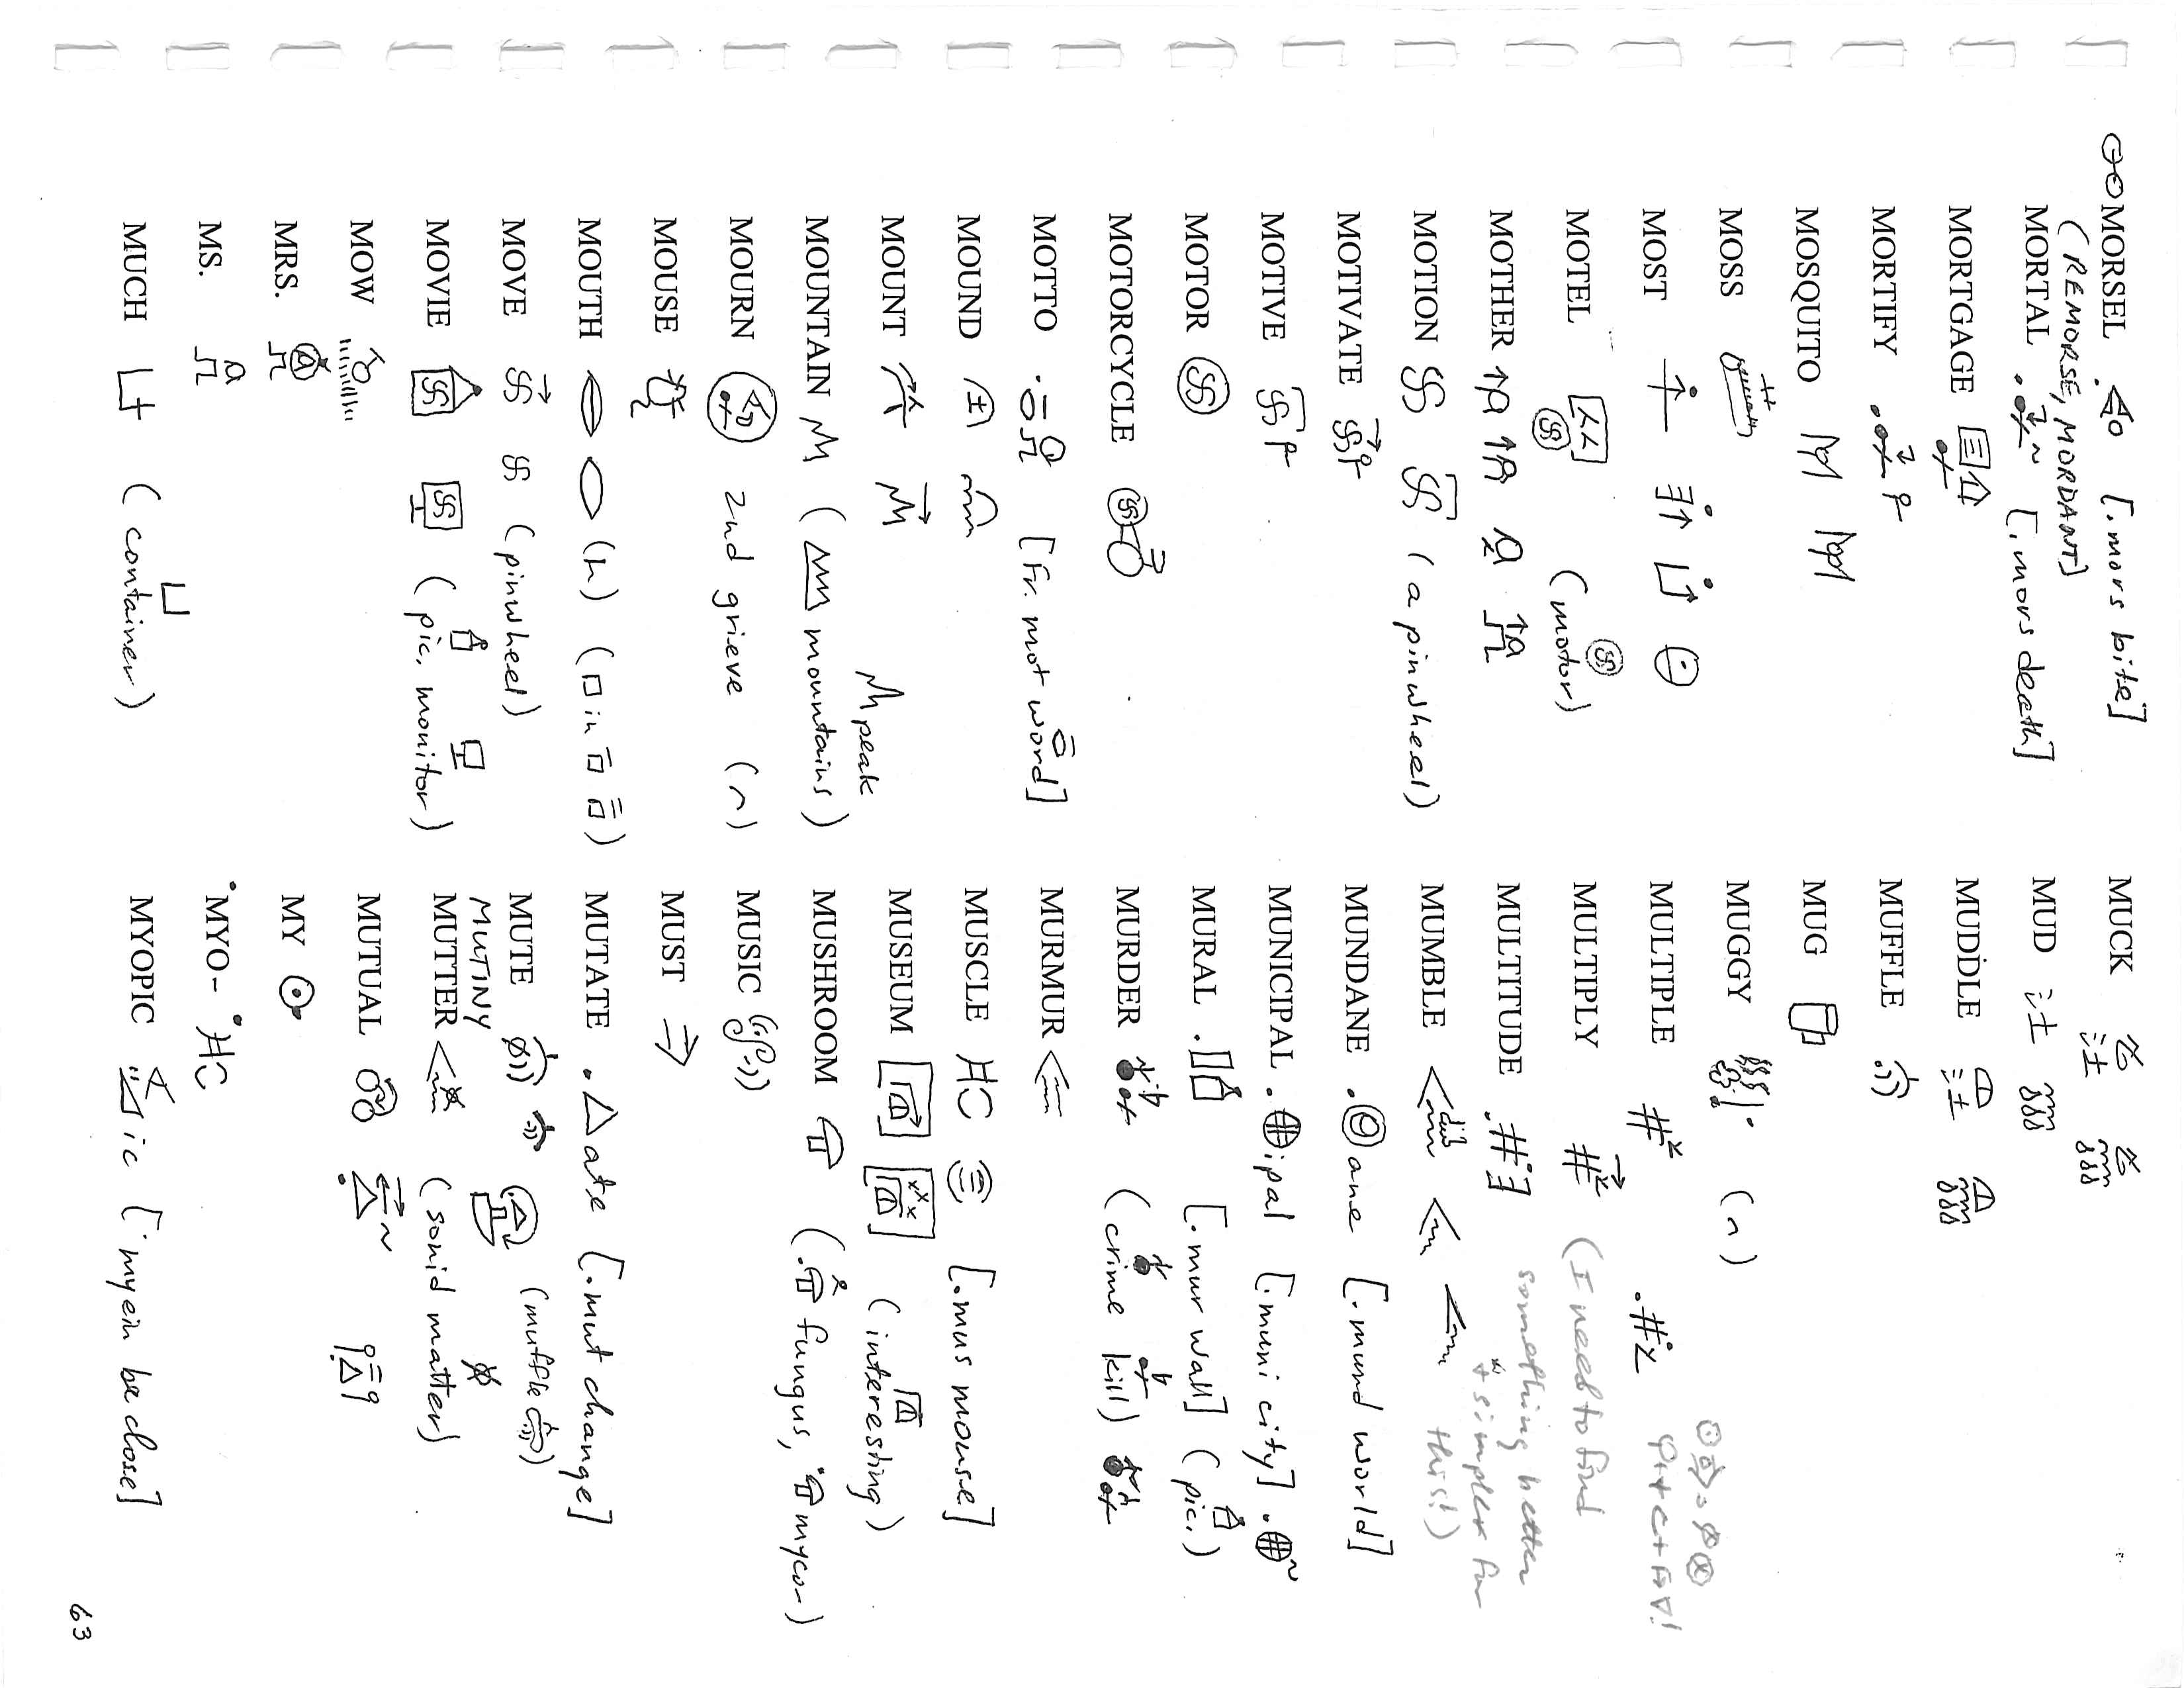 MORSEL [.mors bite]
(REMORSE, MORDANT)
MORTAL [.mors death]
MORTGAGE
MORTIFY
MOSQUITO
MOSS
MOST
MOTEL (motor)
MOTHER
MOTION (a pinwheel)
MOTIVATE
MOTIVE
MOTOR
MOTORCYCLE
MOTTO [Fr. mot word]
MOUND
MOUNT
peak
MOUNTAIN (mountains)
MOURN 2nd grieve (n)
MOUSE
MOUTH (h) (in)
MOVE (pinwheel)
MOVIE (pic, monitor)
MOW
MRS.
MS.
MUCH (container)
MUCK
MUD
MUDDLE
MUFFLE
MUG
MUGGY (n)
MULTIPLE
MULTIPLY (I need to find
something better
MULTITUDE
+ simpler for
this!)
MUMBLE
MUNDANE .ane [.mund world]
MUNICIPAL .ipal [.muni city]
MURAL [.mur wall] (pic.)
MURDER (crime kill)
MURMUR
MUSCLE [.mus mouse]
MUSEUM (interesting)
MUSHROOM (fungus, mycor)
MUSIC
MUST
MUTATE .ate [.mut change]
MUTE (muffle)
MUTINY
MUTTER (sonid matter)
MUTUAL
MY
•MYO-
MYOPIC ic [•myein be close]
63